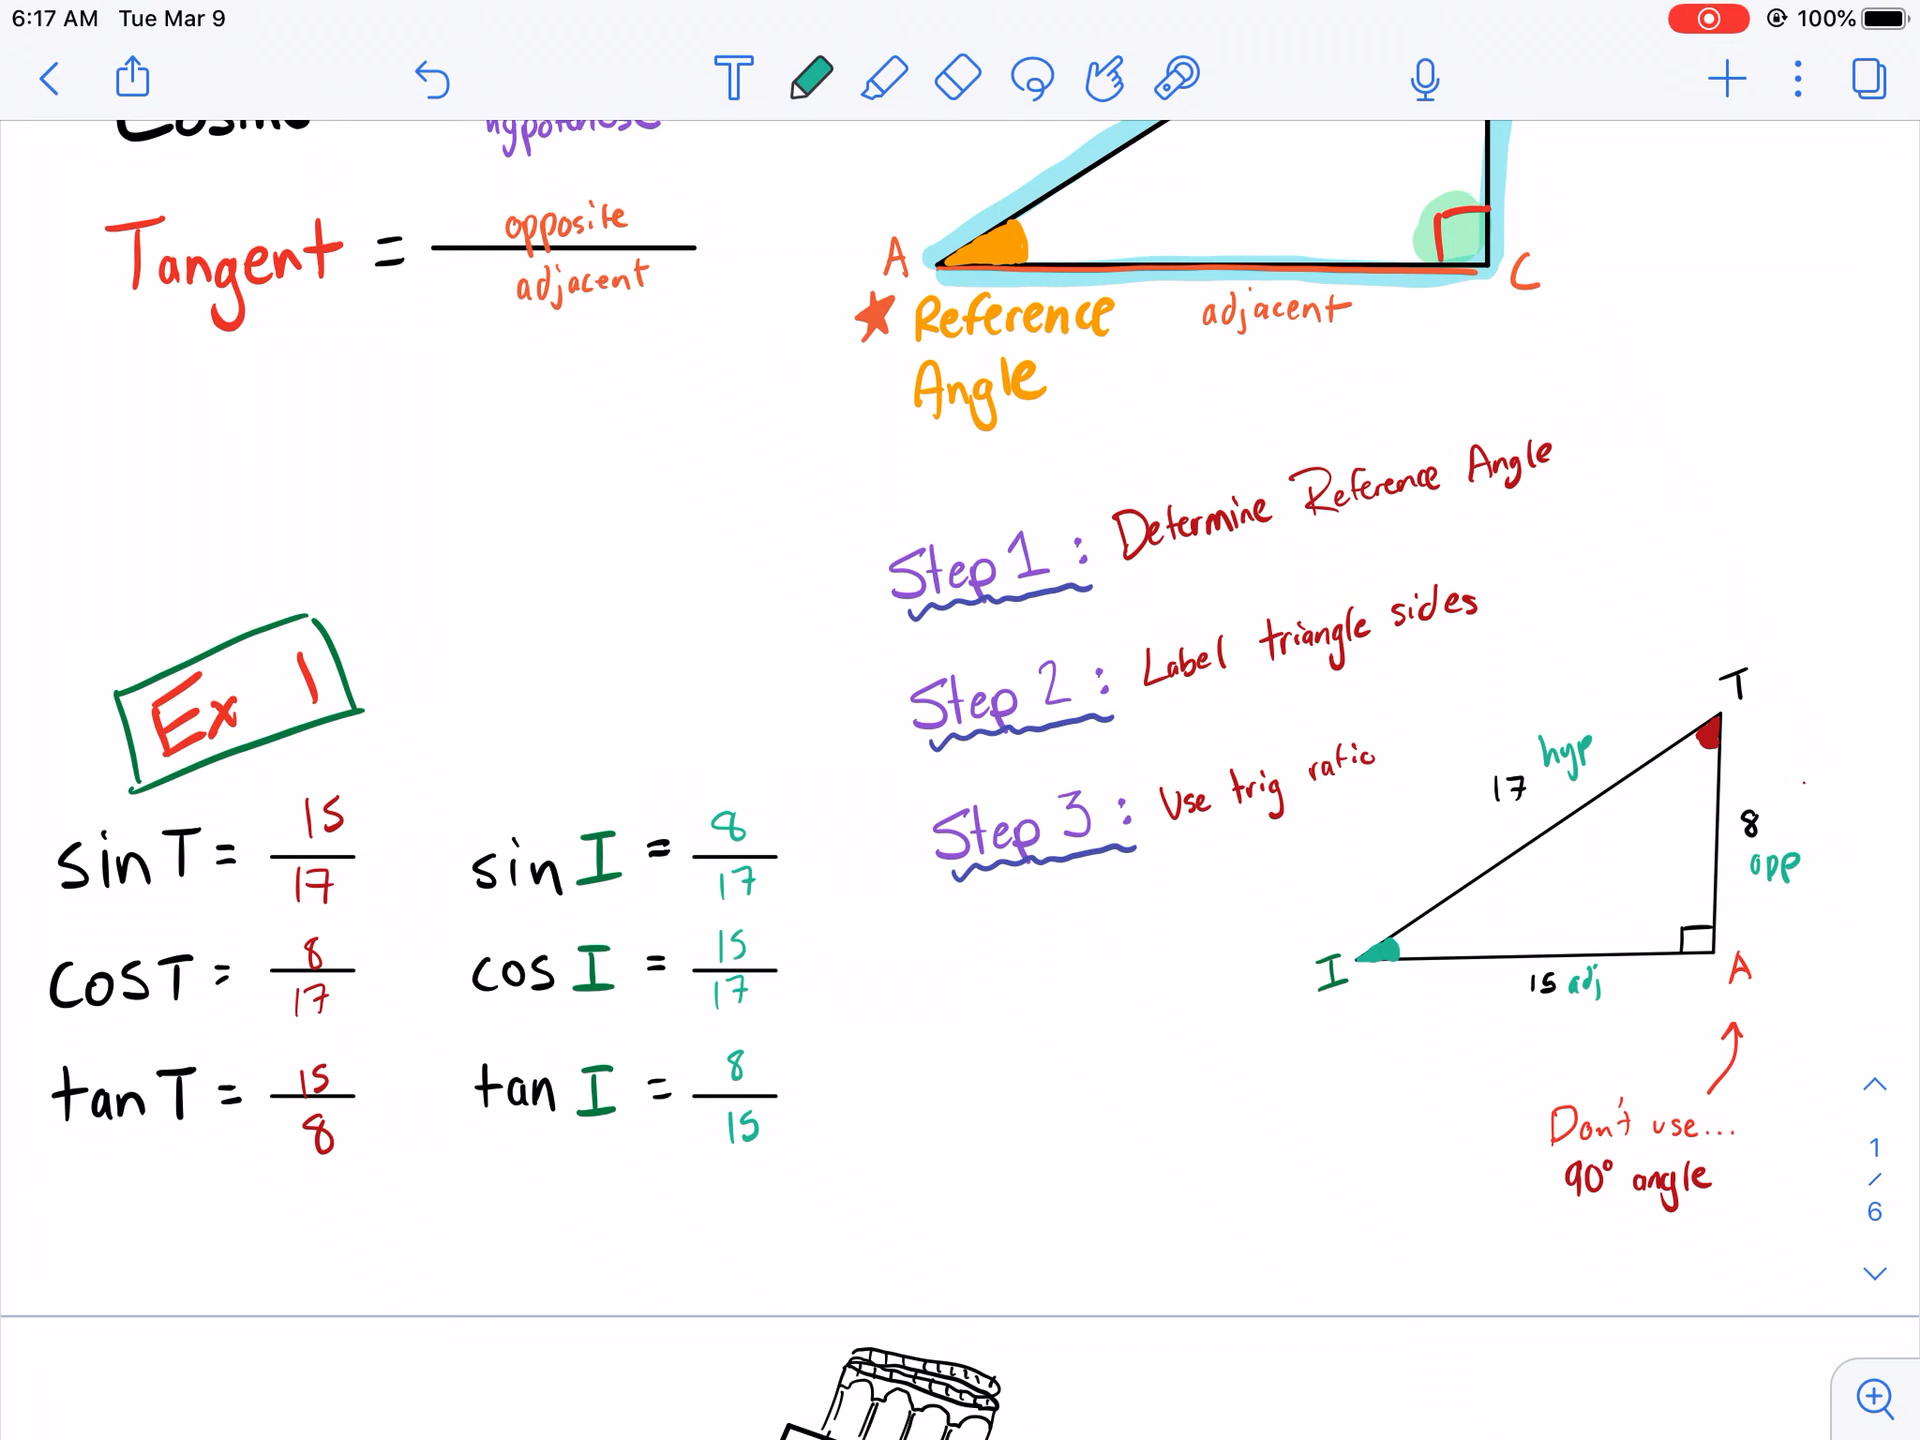 6:17 AM Tue Mar 9
100%
T
Cosine
hypotenuse
Tangent = opposite
adjacent
A
C
adjacent
Reference
Angle
Step 1: Determine Reference Angle
Step 2: Label triangle sides
Step 3: Use trig ratio
Ex 1
sin T = 15
17
cos T = 8
17
tan T = 15
8
sin I = 8
17
cos I = 15
17
tan I = 8
15
T
17 hyp
8
opp
I
15 adj
A
Don't use...
90° angle
1
/
6